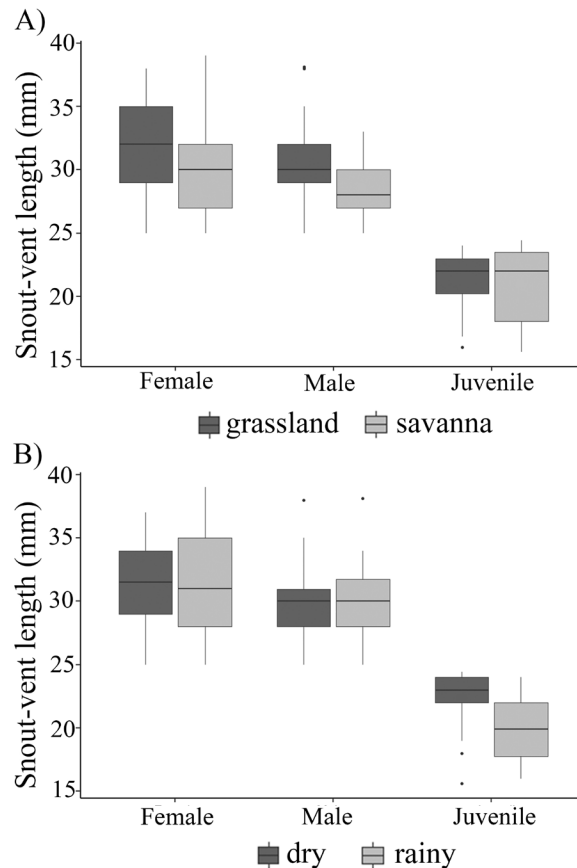 A)
Snout-vent length (mm)
40
35
30
25
20
15
Female Male Juvenile
grassland savanna
B)
Snout-vent length (mm)
40
35
30
25
20
15
Female Male Juvenile
dry rainy